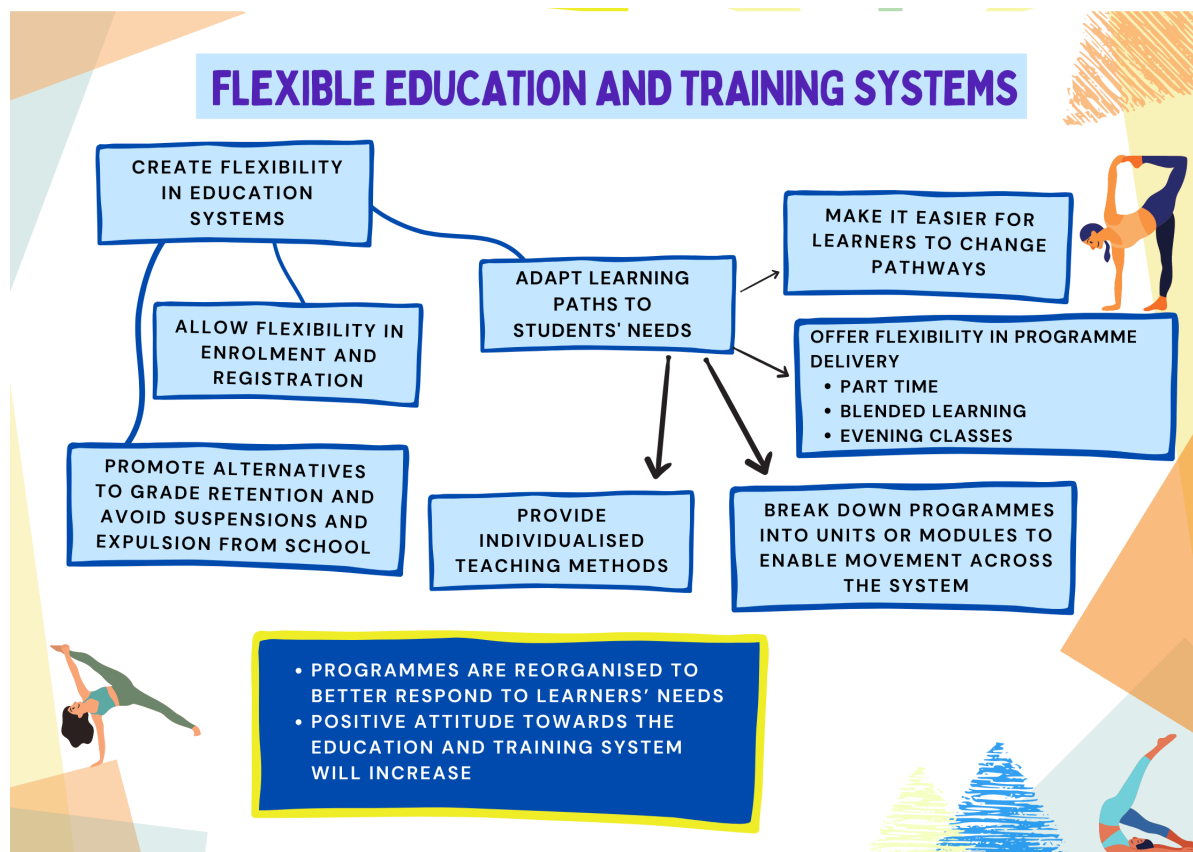 FLEXIBLE EDUCATION AND TRAINING SYSTEMS
CREATE FLEXIBILITY
IN EDUCATION
SYSTEMS
ALLOW FLEXIBILITY IN
ENROLMENT AND
REGISTRATION
PROMOTE ALTERNATIVES
TO GRADE RETENTION AND
AVOID SUSPENSIONS AND
EXPULSION FROM SCHOOL
ADAPT LEARNING
PATHS TO
STUDENTS' NEEDS
MAKE IT EASIER FOR
LEARNERS TO CHANGE
PATHWAYS
OFFER FLEXIBILITY IN PROGRAMME
DELIVERY
• PART TIME
• BLENDED LEARNING
• EVENING CLASSES
PROVIDE
INDIVIDUALISED
TEACHING METHODS
BREAK DOWN PROGRAMMES
INTO UNITS OR MODULES TO
ENABLE MOVEMENT ACROSS
THE SYSTEM
• PROGRAMMES ARE REORGANISED TO
BETTER RESPOND TO LEARNERS’ NEEDS
• POSITIVE ATTITUDE TOWARDS THE
EDUCATION AND TRAINING SYSTEM
WILL INCREASE